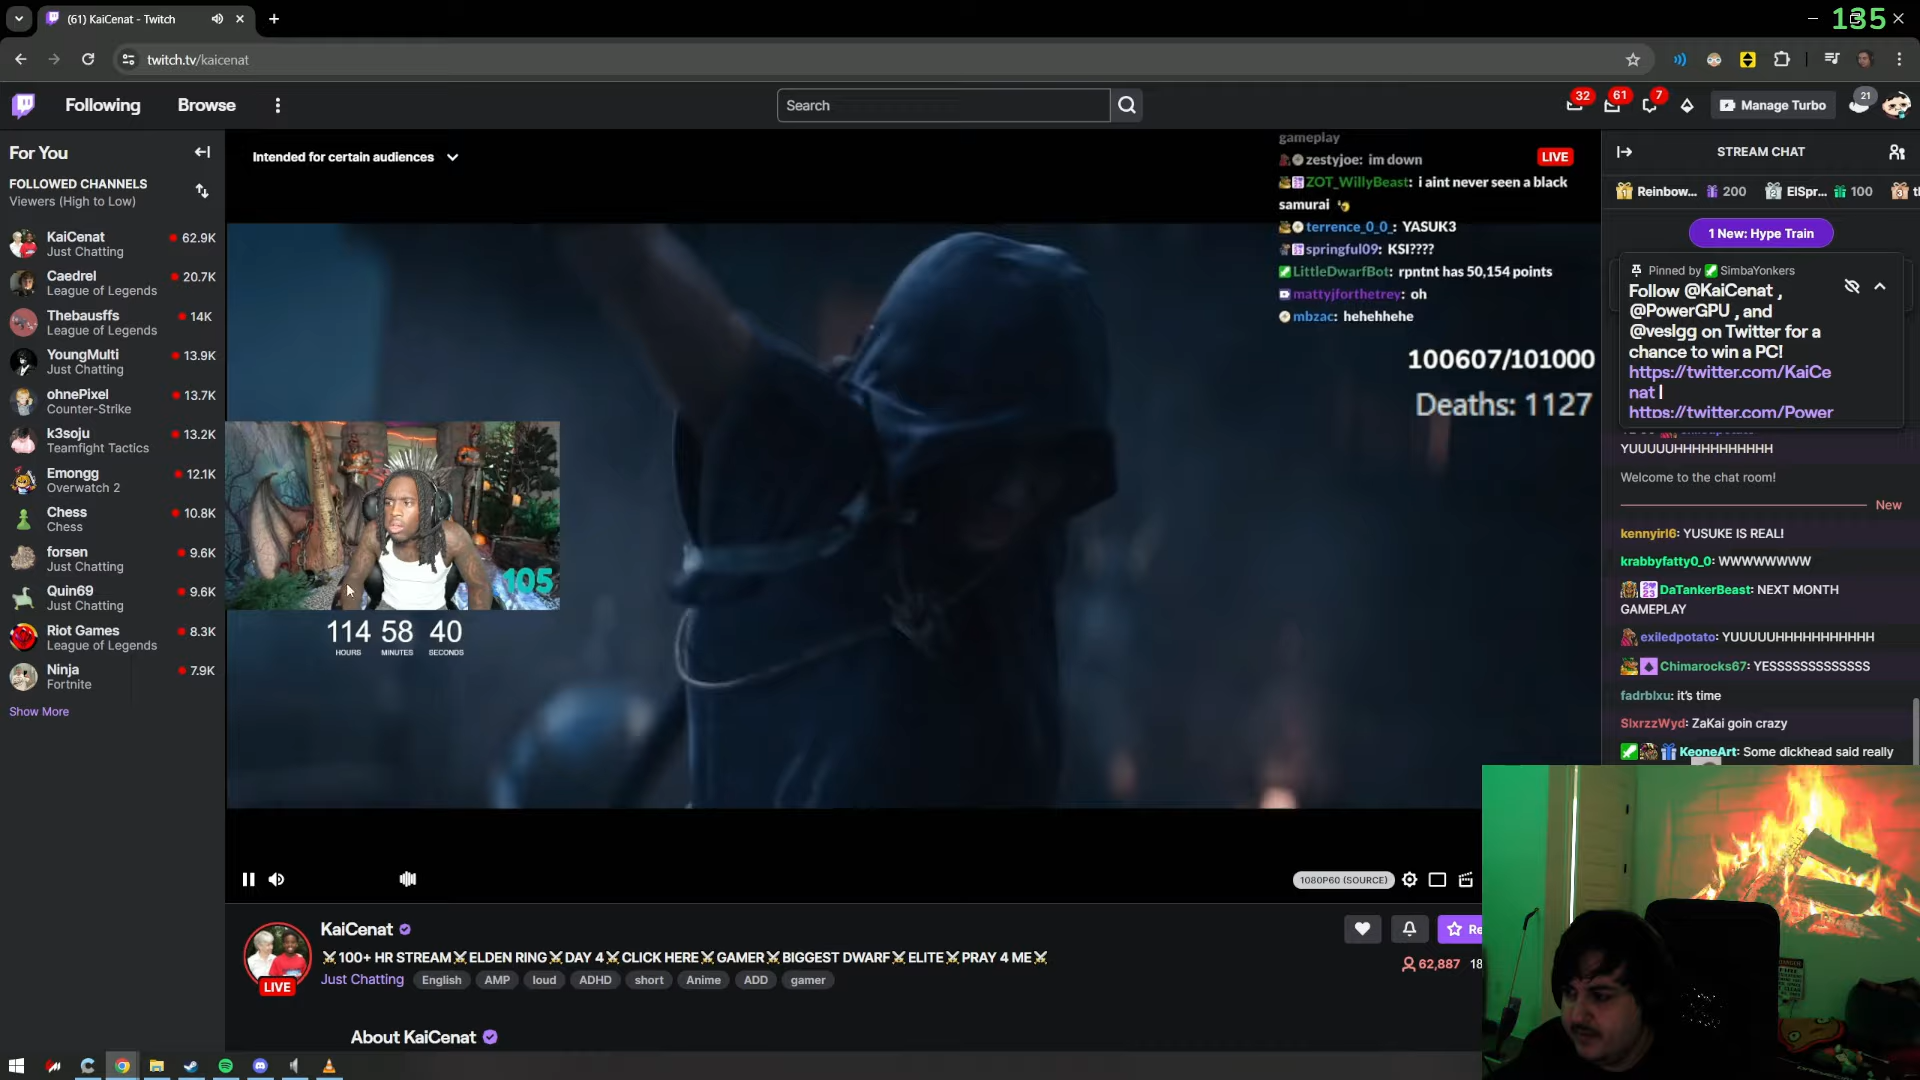 (61) KaiCenat - Twitch
135
twitch.tv/kaicenat
Following
Browse
Search
32
61
7
Manage Turbo
21
For You
FOLLOWED CHANNELS
Viewers (High to Low)
KaiCenat
62.9K
Just Chatting
Caedrel
20.7K
League of Legends
Thebausffs
14K
League of Legends
YoungMulti
13.9K
Just Chatting
ohnePixel
13.7K
Counter-Strike
k3soju
13.2K
Teamfight Tactics
Emongg
12.1K
Overwatch 2
Chess
10.8K
Chess
forsen
9.6K
Just Chatting
Quin69
9.6K
Just Chatting
Riot Games
8.3K
League of Legends
Ninja
7.9K
Fortnite
Show More
Intended for certain audiences
gameplay
zestyjoe: im down
LIVE
ZOT_WillyBeast: i aint never seen a black
samurai
terrence_0_0_: YASUK3
springful09: KSI????
LittleDwarfBot: rpntnt has 50,154 points
mattyjforthetrey: oh
mbzac: hehehhehe
100607/101000
Deaths: 1127
105
114 58 40
HOURS MINUTES SECONDS
1080P60 (SOURCE)
KaiCenat
100+ HR STREAM ELDEN RING DAY 4 CLICK HERE GAMER BIGGEST DWARF ELITE PRAY 4 ME
Just Chatting
English
AMP
loud
ADHD
short
Anime
ADD
gamer
LIVE
Re
62,887
18
About KaiCenat
STREAM CHAT
Reinbow...
200
ElSpr...
100
1 New: Hype Train
Pinned by SimbaYonkers
Follow @KaiCenat ,
@PowerGPU , and
@veslgg on Twitter for a
chance to win a PC!
https://twitter.com/KaiCe
nat |
https://twitter.com/Power
YUUUUUHHHHHHHHHHH
Welcome to the chat room!
New
kennyirl6: YUSUKE IS REAL!
krabbyfatty0_0: WWWWWWWW
DaTankerBeast: NEXT MONTH
GAMEPLAY
exiledpotato: YUUUUUHHHHHHHHHHH
Chimarocks67: YESSSSSSSSSSSS
fadrblxu: it's time
SlxrzzWyd: ZaKai goin crazy
KeoneArt: Some dickhead said really